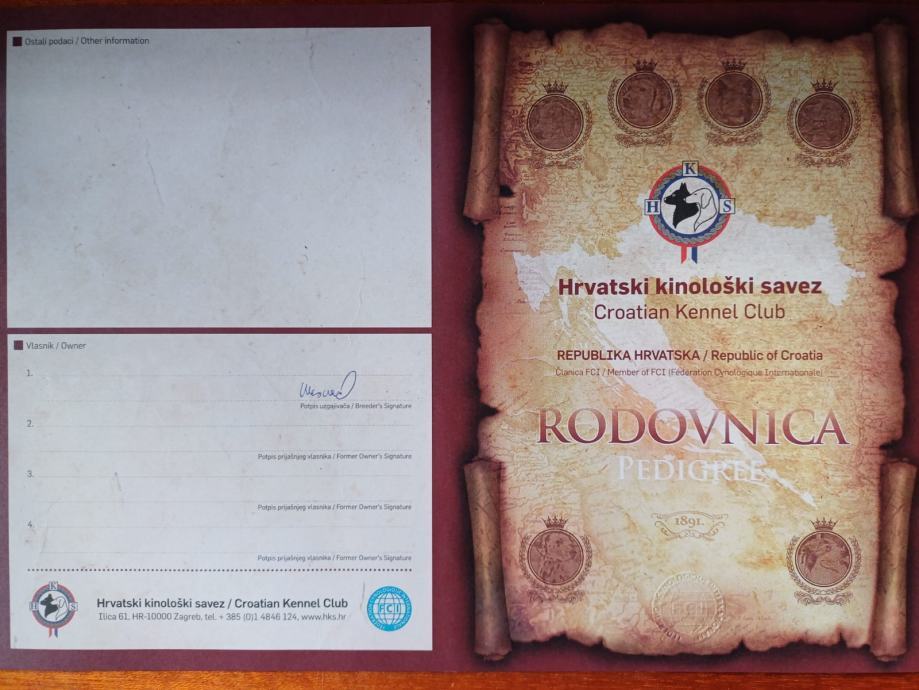 Ostali podaci / Other information
Vlasnik / Owner
1.
Potpis uzgajivača / Breeder's Signature
2.
Potpis prijašnjeg vlasnika / Former Owner's Signature
3.
Potpis prijašnjeg vlasnika / Former Owner's Signature
4.
Potpis prijašnjeg vlasnika / Former Owner's Signature
K
H S
Hrvatski kinološki savez / Croatian Kennel Club
Ilica 61, HR-10000 Zagreb, tel. + 385 (0)1 4846 124, www.hks.hr
FCI
K
H S
Hrvatski kinološki savez
Croatian Kennel Club
REPUBLIKA HRVATSKA / Republic of Croatia
Članica FCI / Member of FCI (Federation Cynologique Internationale)
RODOVNICA
PEDIGREE
1891.
FCI